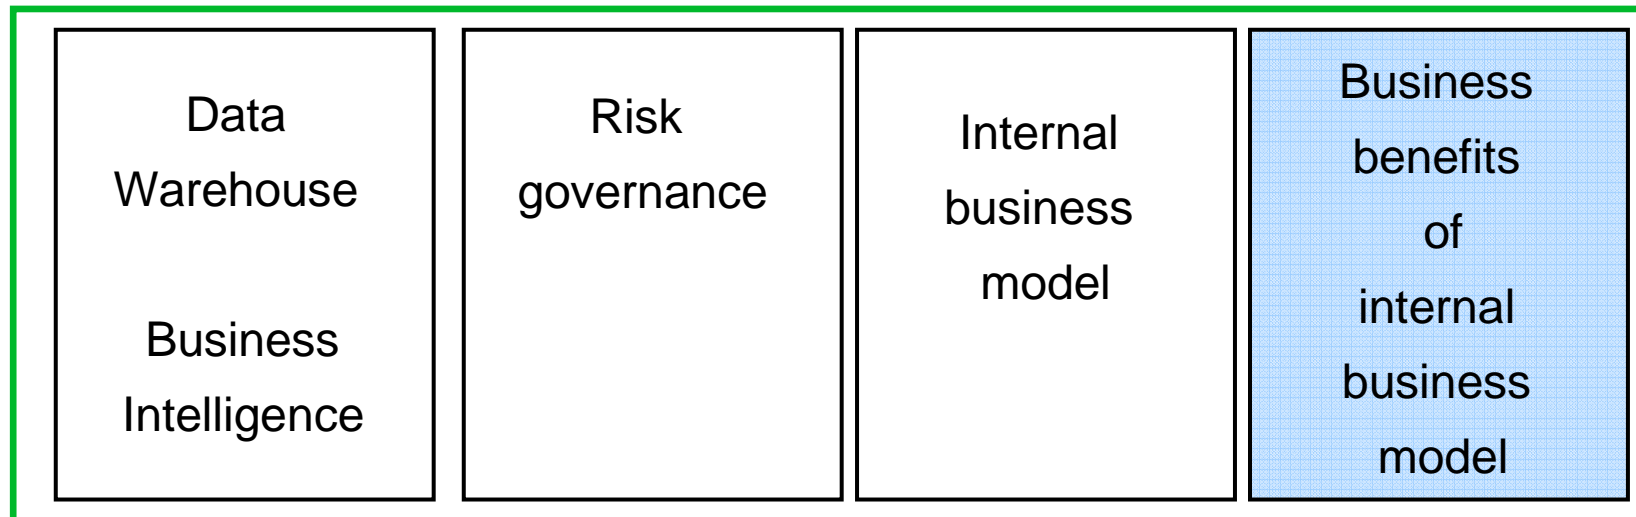 Data
Warehouse
Business
Intelligence
Risk
governance
Internal
business
model
Business
benefits
of
internal
business
model